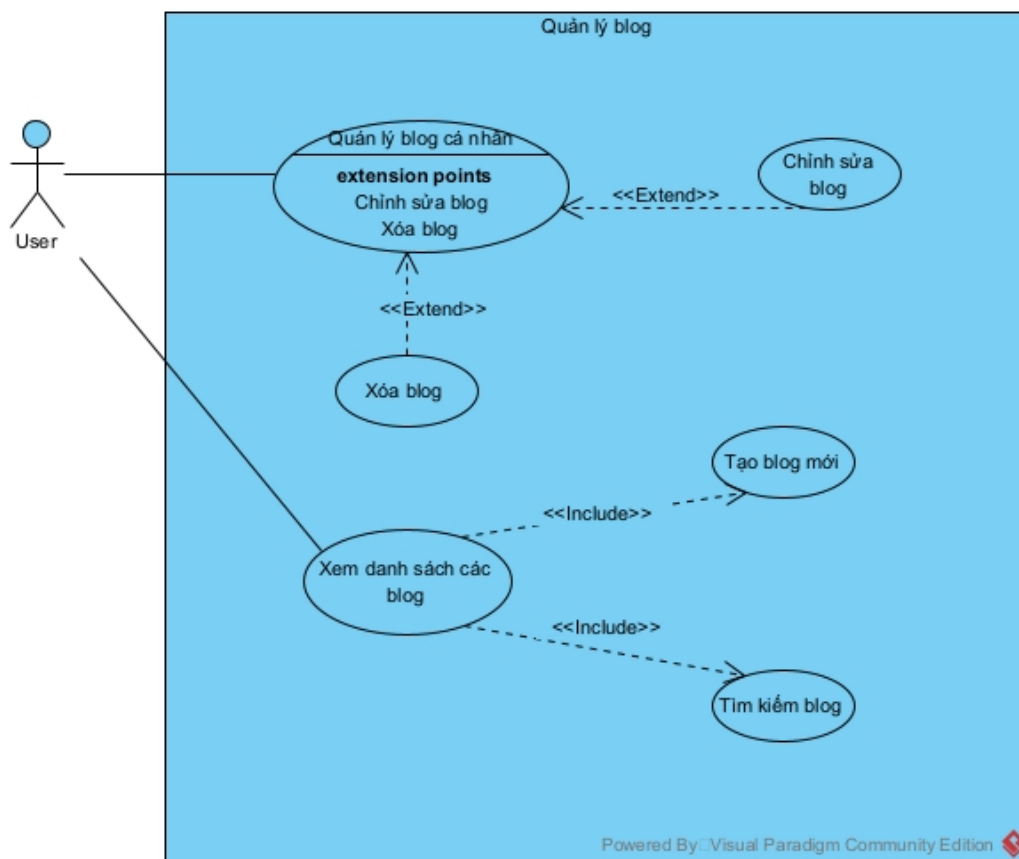 Quản lý blog
Quản lý blog cá nhân
extension points
Chỉnh sửa blog
Xóa blog
<<Extend>>
Chỉnh sửa
blog
User
<<Extend>>
Xóa blog
Tạo blog mới
<<Include>>
Xem danh sách các
blog
<<Include>>
Tìm kiếm blog
Powered By Visual Paradigm Community Edition